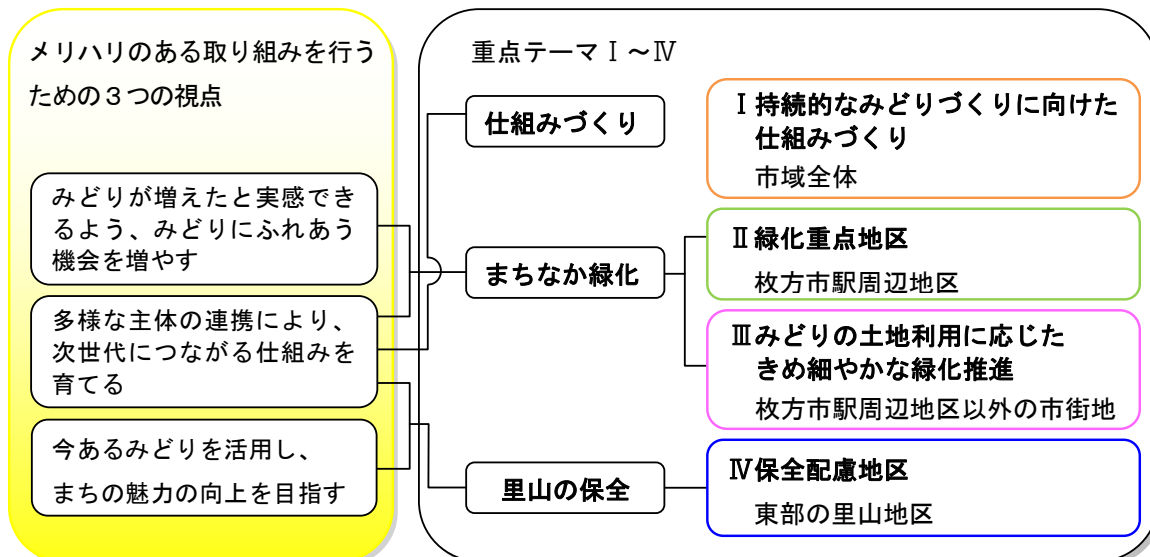 メリハリのある取り組みを行う
ための３つの視点
みどりが増えたと実感でき
るよう、みどりにふれあう
機会を増やす
多様な主体の連携により、
次世代につながる仕組みを
育てる
今あるみどりを活用し、
まちの魅力の向上を目指す
重点テーマⅠ～Ⅳ
仕組みづくり
まちなか緑化
里山の保全
Ⅰ持続的なみどりづくりに向けた
仕組みづくり
市域全体
Ⅱ緑化重点地区
枚方市駅周辺地区
Ⅲみどりの土地利用に応じた
きめ細やかな緑化推進
枚方市駅周辺地区以外の市街地
Ⅳ保全配慮地区
東部の里山地区